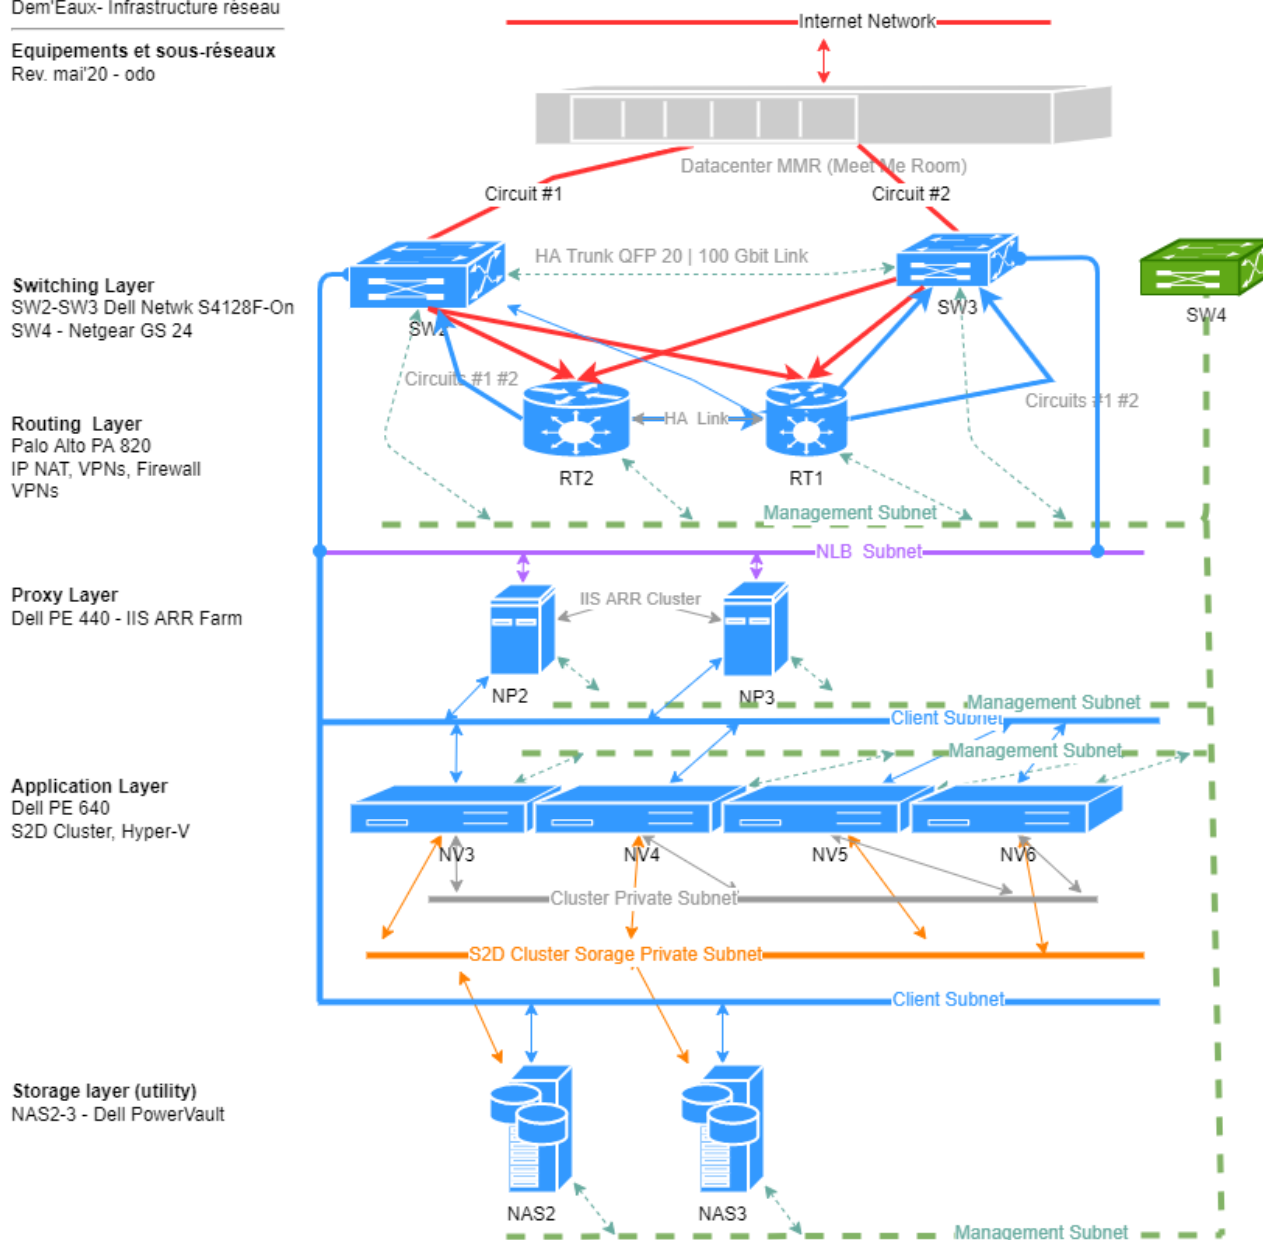 Dem'Eaux- Infrastructure réseau
Internet Network
Equipements et sous-réseaux
Rev. mai'20 - odo
Datacenter MMR (Meet Me Room)
Circuit #1
Circuit #2
HA Trunk QFP 20 | 100 Gbit Link
Switching Layer
SW2-SW3 Dell Netwk S4128F-On
SW4 - Netgear GS 24
SW2
SW3
SW4
Circuits #1 #2
Circuits #1 #2
Routing Layer
Palo Alto PA 820
IP NAT, VPNs, Firewall
VPNs
HA Link
RT2
RT1
Management Subnet
NLB Subnet
Proxy Layer
Dell PE 440 - IIS ARR Farm
IIS ARR Cluster
NP2
NP3
Management Subnet
Client Subnet
Management Subnet
Application Layer
Dell PE 640
S2D Cluster, Hyper-V
NV3
NV4
NV5
NV6
Cluster Private Subnet
S2D Cluster Sorage Private Subnet
Client Subnet
Storage layer (utility)
NAS2-3 - Dell PowerVault
NAS2
NAS3
Management Subnet